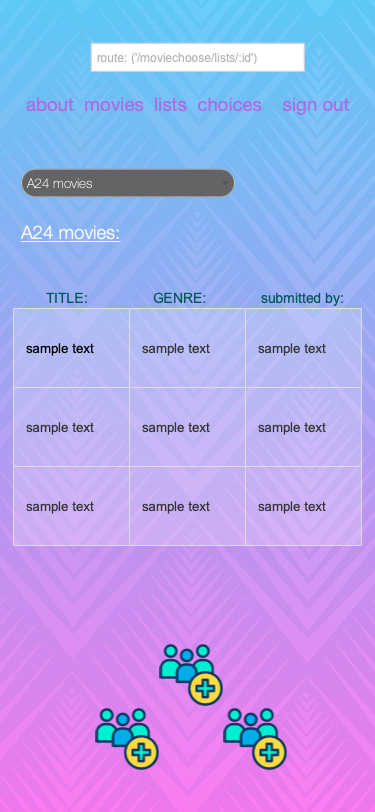 route: ('/moviechoose/lists/:id')
about movies lists choices sign out
A24 movies
A24 movies:
TITLE: GENRE: submitted by:
sample text sample text sample text
sample text sample text sample text
sample text sample text sample text